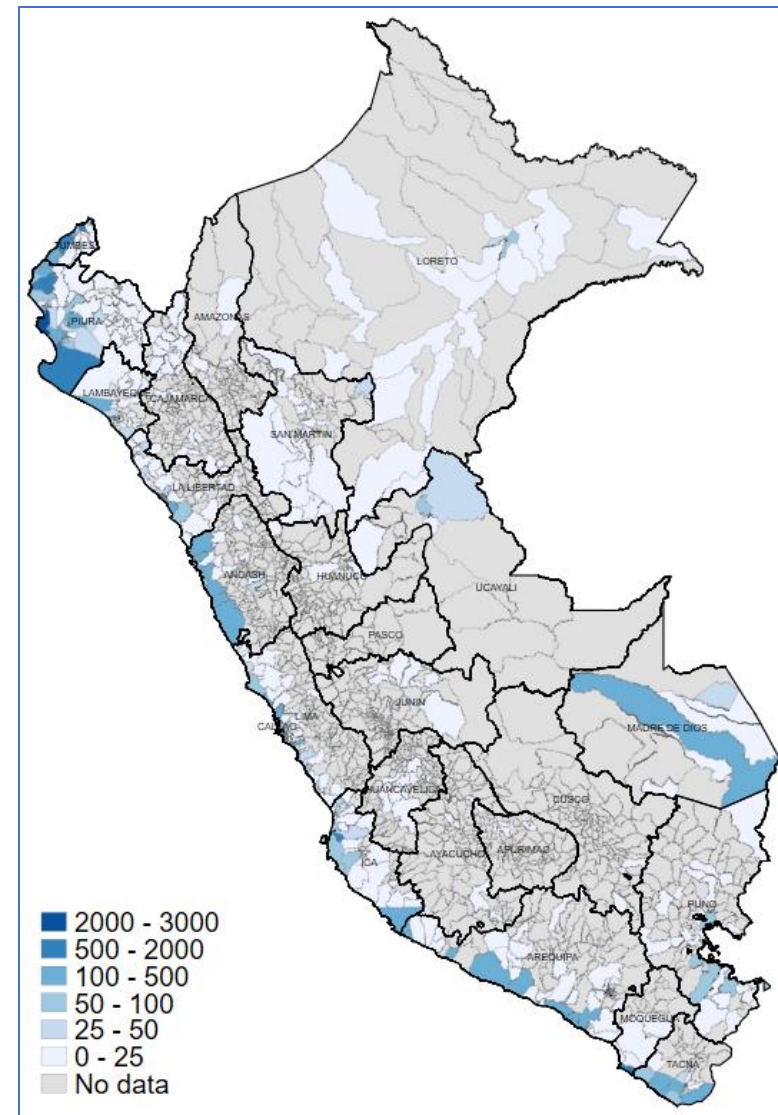 TUMBES
LORETO
PIURA
AMAZONAS
LAMBAYEQUE
CAJAMARCA
SAN MARTIN
LA LIBERTAD
ANCASH
HUANUCO
UCAYALI
PASCO
JUNIN
LIMA
CALLAO
MADRE DE DIOS
HUANCAVELICA
CUSCO
AYACUCHO
APURIMAC
ICA
PUNO
AREQUIPA
MOQUEGUA
TACNA
2000 - 3000
500 - 2000
100 - 500
50 - 100
25 - 50
0 - 25
No data